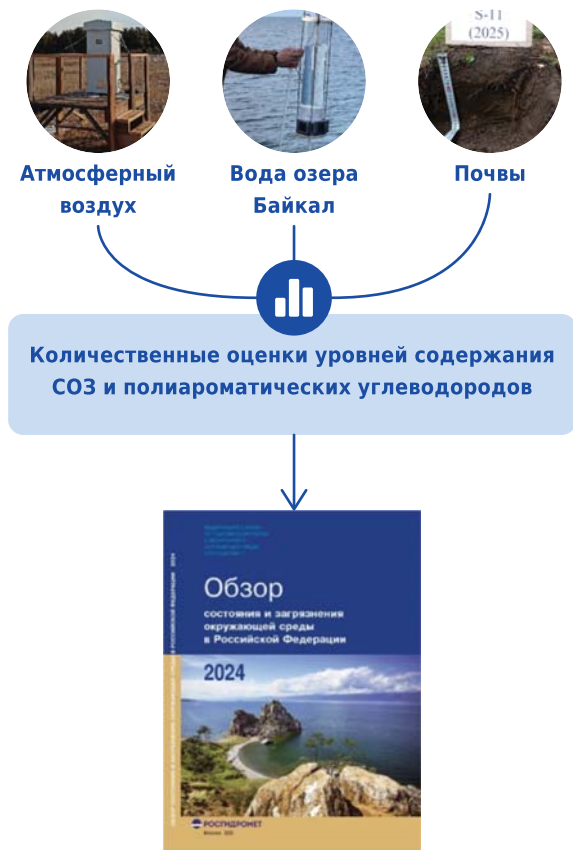 S-11
(2025)
Атмосферный
воздух
Вода озера
Байкал
Почвы
Количественные оценки уровней содержания
СОЗ и полиароматических углеводородов
Обзор
состояния и загрязнения
окружающей среды
в Российской Федерации
2024
РОСГИДРОМЕТ